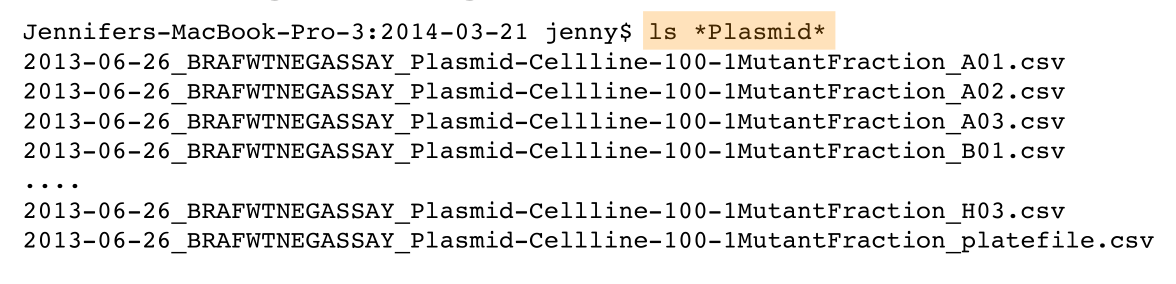 Jennifers-MacBook-Pro-3:2014-03-21 jenny$ ls *Plasmid*
2013-06-26_BRAFWTNEGASSAY_Plasmid-Cellline-100-1MutantFraction_A01.csv
2013-06-26_BRAFWTNEGASSAY_Plasmid-Cellline-100-1MutantFraction_A02.csv
2013-06-26_BRAFWTNEGASSAY_Plasmid-Cellline-100-1MutantFraction_A03.csv
2013-06-26_BRAFWTNEGASSAY_Plasmid-Cellline-100-1MutantFraction_B01.csv
....
2013-06-26_BRAFWTNEGASSAY_Plasmid-Cellline-100-1MutantFraction_H03.csv
2013-06-26_BRAFWTNEGASSAY_Plasmid-Cellline-100-1MutantFraction_platefile.csv